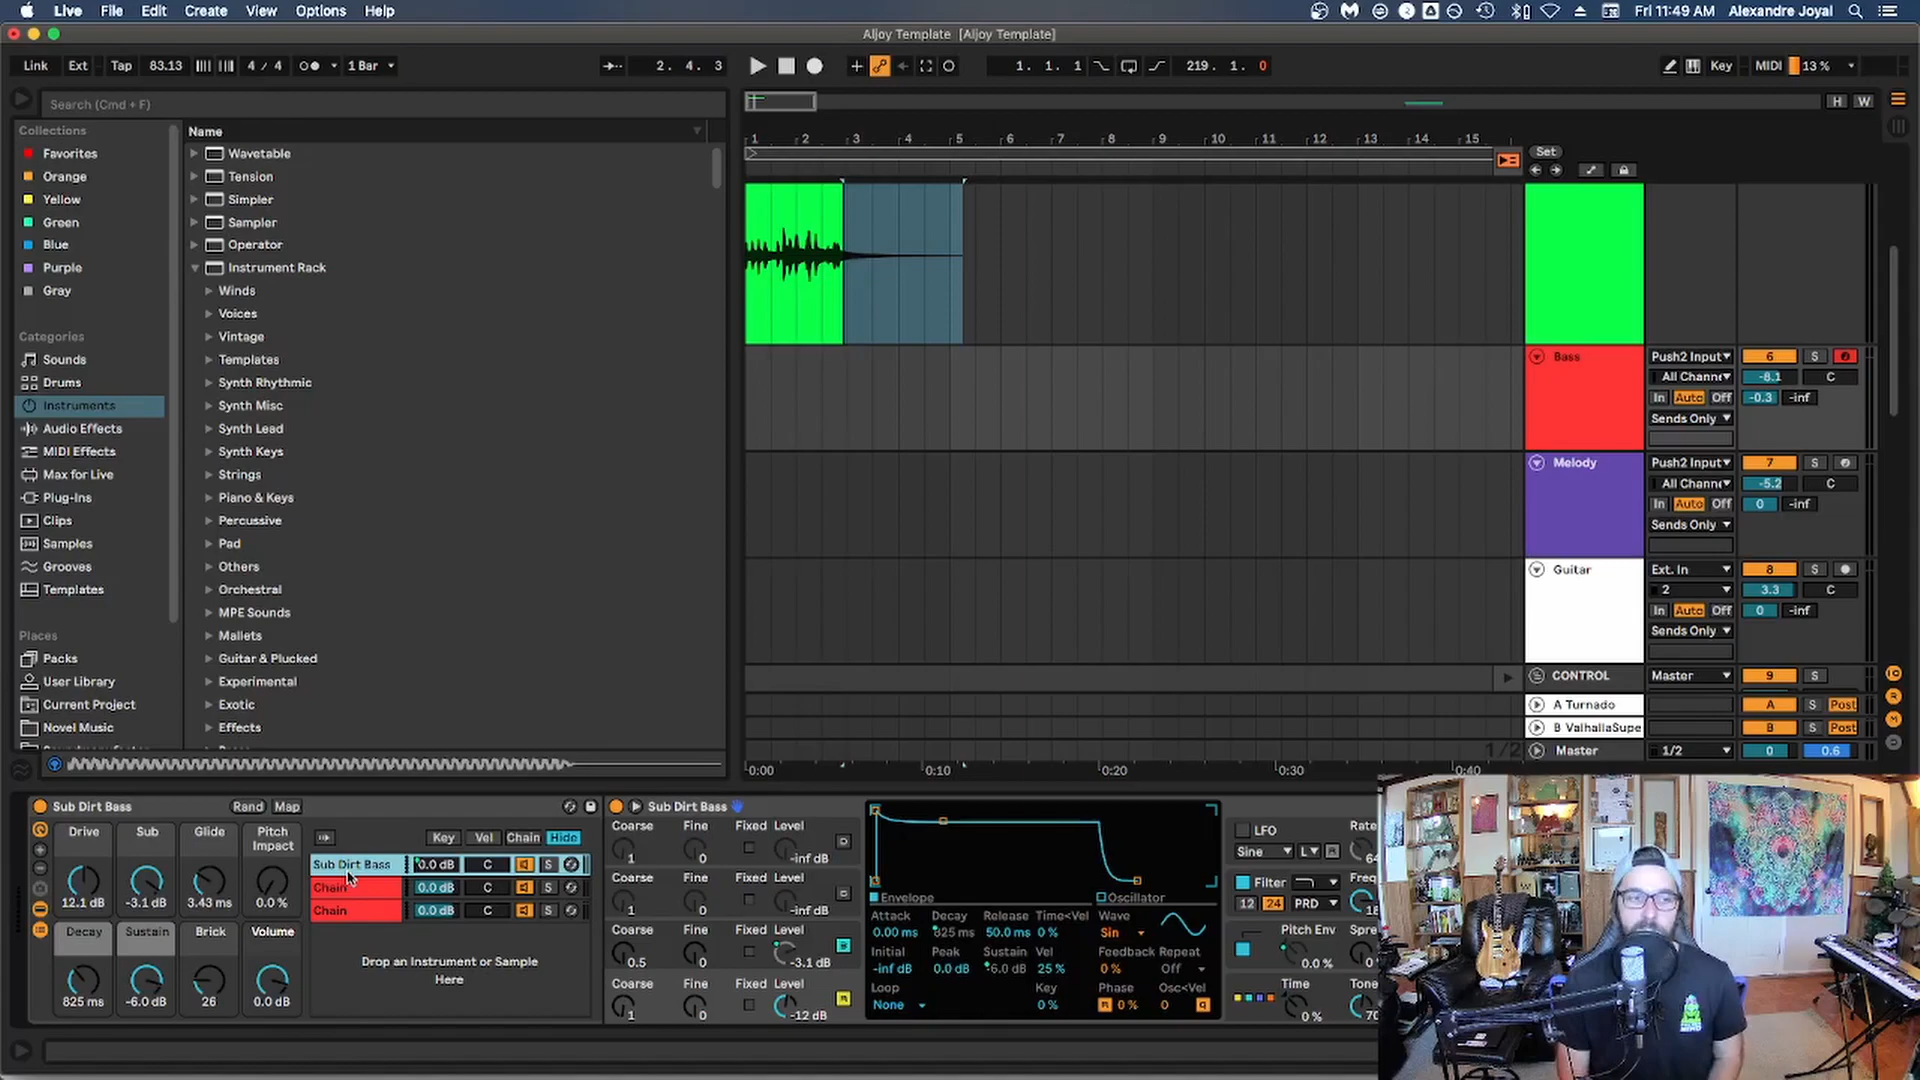 Live File Edit Create View Options Help
Fri 11:49 AM Alexandre Joyal
Aljoy Template [Aljoy Template]
Link Ext Tap 83.13 4 / 4 1 Bar
2. 4. 3
1. 1. 1
219. 1. 0
Key MIDI 13 %
Search (Cmd + F)
H W
Collections
Favorites
Orange
Yellow
Green
Blue
Purple
Gray
Categories
Sounds
Drums
Instruments
Audio Effects
MIDI Effects
Max for Live
Plug-Ins
Clips
Samples
Grooves
Templates
Places
Packs
User Library
Current Project
Novel Music
Name
Wavetable
Tension
Simpler
Sampler
Operator
Instrument Rack
Winds
Voices
Vintage
Templates
Synth Rhythmic
Synth Misc
Synth Lead
Synth Keys
Strings
Piano & Keys
Percussive
Pad
Others
Orchestral
MPE Sounds
Mallets
Guitar & Plucked
Experimental
Exotic
Effects
1 2 3 4 5 6 7 8 9 10 11 12 13 14 15
Set
Bass Push2 Input 6 S
All Channe -8.1 C
In Auto Off -0.3 -inf
Sends Only
Melody Push2 Input 7 S
All Channe -5.2 C
In Auto Off 0 -inf
Sends Only
Guitar Ext. In 8 S
2 3.3 C
In Auto Off 0 -inf
Sends Only
CONTROL Master 9 S
A Turnado A S Post
B ValhallaSupe B S Post
1/2 Master 1/2 0 0.6
0:00 0:10 0:20 0:30 0:40
Sub Dirt Bass Rand Map
Drive Sub Glide Pitch Impact
12.1 dB -3.1 dB 3.43 ms 0.0 %
Decay Sustain Brick Volume
825 ms -6.0 dB 26 0.0 dB
Key Vel Chain Hide
Sub Dirt Bass 0.0 dB C S
Chain 0.0 dB C S
Chain 0.0 dB C S
Drop an Instrument or Sample
Here
Sub Dirt Bass
Coarse Fine Fixed Level
1 0 -inf dB
Coarse Fine Fixed Level
1 0 -inf dB
Coarse Fine Fixed Level
0.5 0 -3.1 dB
Coarse Fine Fixed Level
1 0 -12 dB
Envelope Oscillator
Attack Decay Release Time<Vel Wave
0.00 ms 825 ms 50.0 ms 0 % Sin
Initial Peak Sustain Vel Feedback Repeat
-inf dB 0.0 dB -6.0 dB 25 % 0 % Off
Loop Key Phase Osc<Vel
None 0 % R 0 % 0 Q
LFO Rate
Sine L R 64
Filter Freq
12 24 PRD
Pitch Env Spre
0.0 %
Time Tone
0 % 70